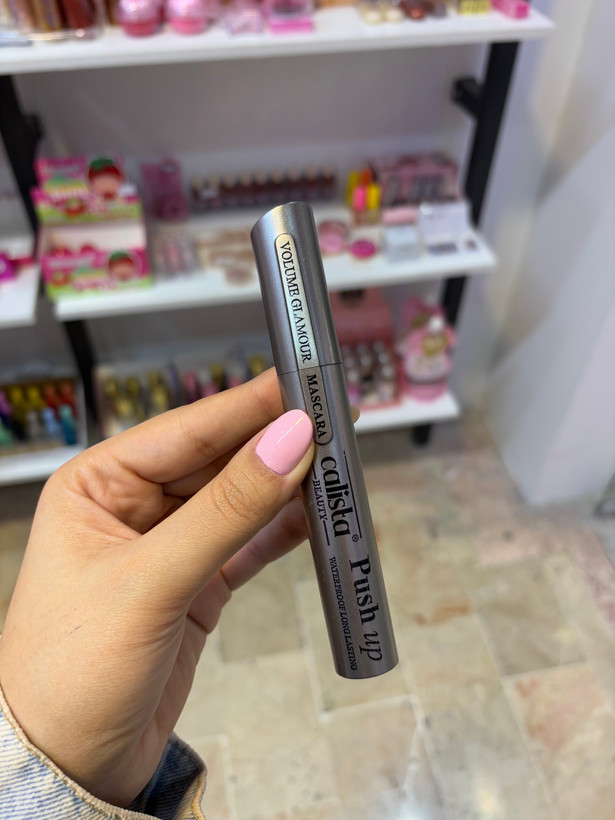 VOLUME GLAMOUR
MASCARA
calista®
BEAUTY
Push up
WATERPROOF LONG LASTING